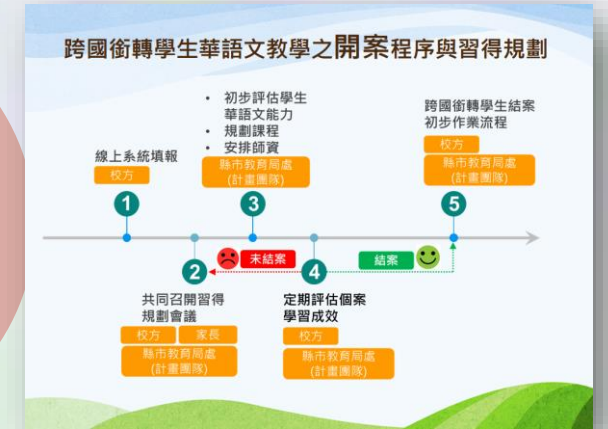 跨國銜轉學生華語文教學之開案程序與習得規劃
線上系統填報
校方
1
• 初步評估學生
華語文能力
• 規劃課程
• 安排師資
縣市教育局處
(計畫團隊)
3
跨國銜轉學生結案
初步作業流程
校方
縣市教育局處
(計畫團隊)
5
2
未結案
4
結案
共同召開習得
規劃會議
校方
家長
縣市教育局處
(計畫團隊)
定期評估個案
學習成效
校方
縣市教育局處
(計畫團隊)